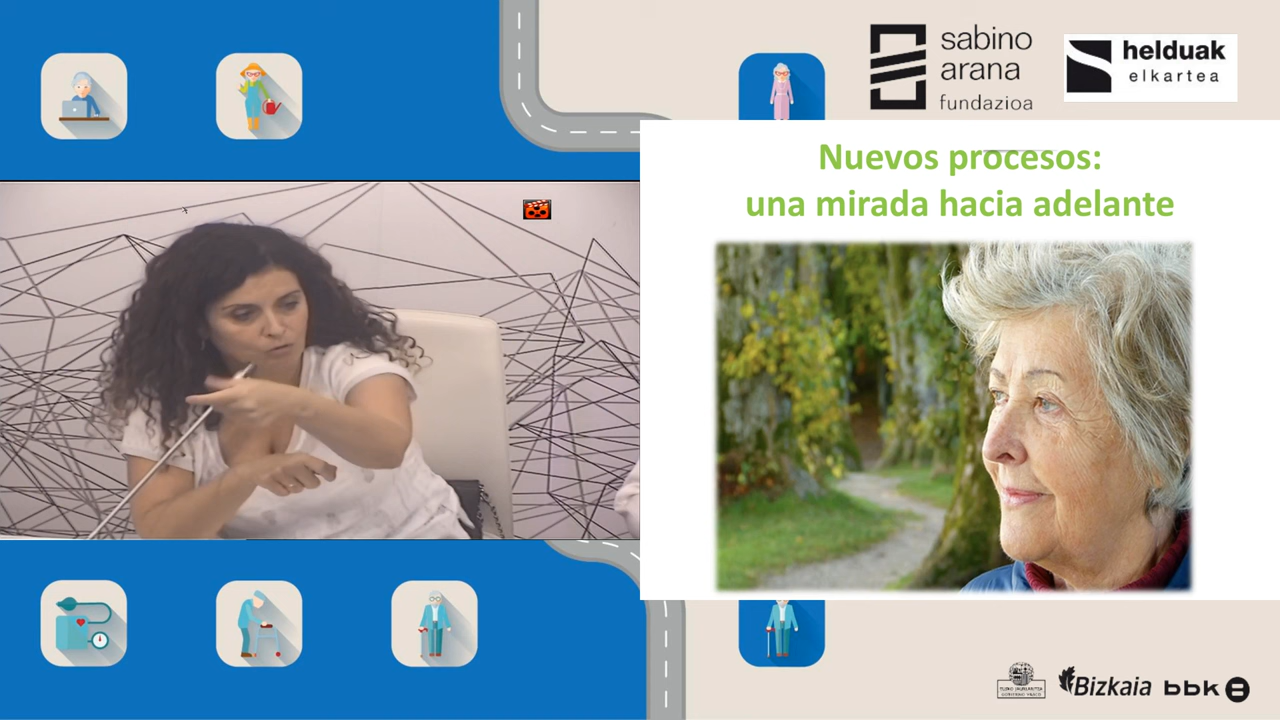 sabino
arana
fundazioa
helduak
elkartea
Nuevos procesos:
una mirada hacia adelante
Bizkaia
bbk